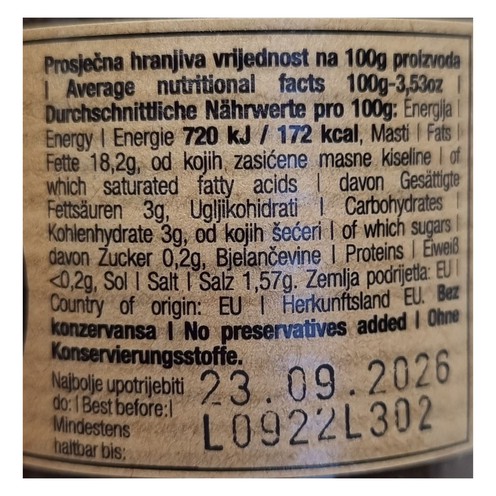 Prosječna hranjiva vrijednost na 100g proizvoda
| Average nutritional facts 100g-3,53oz |
Durchschnittliche Nährwerte pro 100g: Energija |
Energy | Energie 720 kJ / 172 kcal, Masti | Fats |
Fette 18,2g, od kojih zasićene masne kiseline | of
which saturated fatty acids | davon Gesättigte
Fettsäuren 3g, Ugljikohidrati | Carbohydrates |
Kohlenhydrate 3g, od kojih šećeri | of which sugars |
davon Zucker 0,2g, Bjelančevine | Proteins | Eiweiß
<0,2g, Sol | Salt | Salz 1,57g. Zemlja podrijetla: EU |
Country of origin: EU | Herkunftsland EU. Bez
konzervansa | No preservatives added | Ohne
Konservierungsstoffe.
Najbolje upotrijebiti
do: | Best before: |
Mindestens
haltbar bis:
23.09.2026
L0922L302